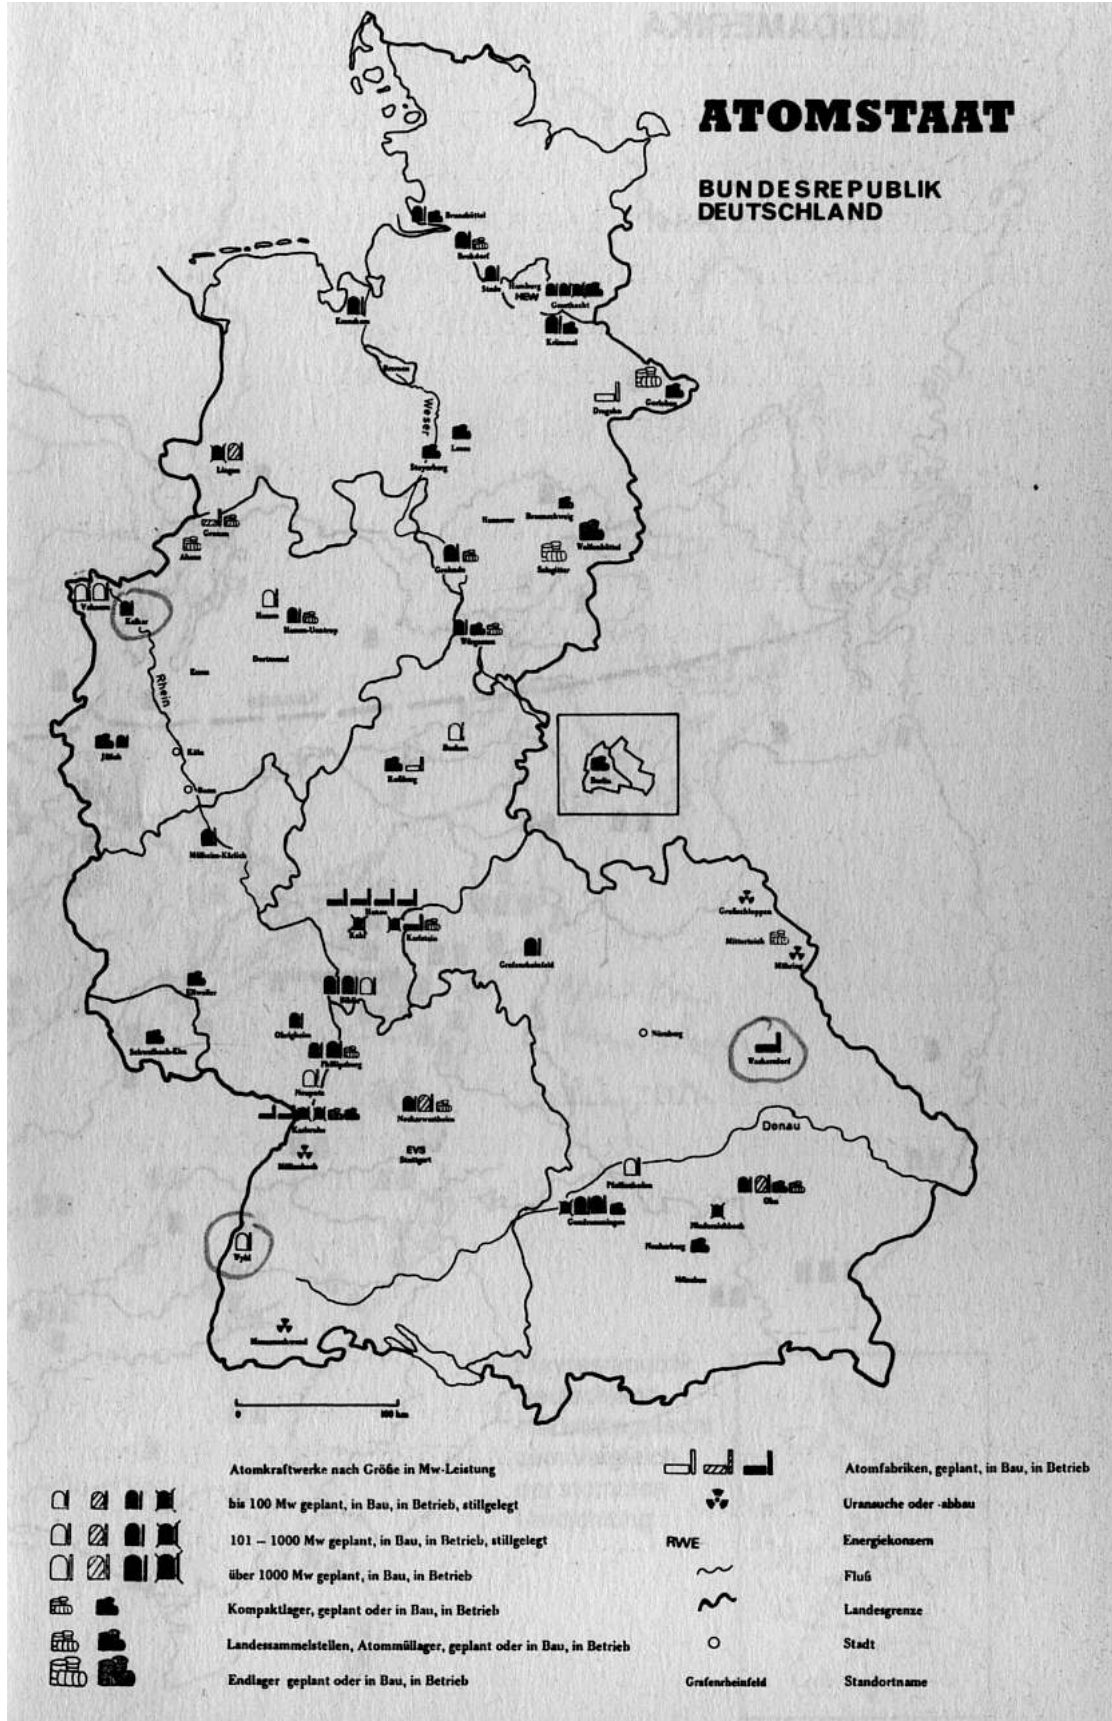 ATOMSTAAT
BUNDESREPUBLIK
DEUTSCHLAND
Brunsbüttel
Brokdorf
Stade
Hamburg
HEW
Geesthacht
Krümmel
Bremen
Weser
Dragahn
Gorleben
Leese
Steyerberg
Lingen
Hannover
Braunschweig
Wolfenbüttel
Salzgitter
Gronau
Ahaus
Grohnde
Kalkar
Hamm
Hamm-Uentrop
Würgassen
Essen
Dortmund
Rhein
Borken
Jülich
Köln
Bonn
Berlin
Mülheim-Kärlich
Hanau
Kahl
Karlstein
Großschloppen
Mitterteich
Mähring
Grafenrheinfeld
Ellweiler
Biblis
Obrigheim
Nürnberg
Philippsburg
Wackersdorf
Neupotz
Karlsruhe
Neckarwestheim
Donau
EVS
Stuttgart
Müllenbach
Pfaffenhofen
Ohu
Gundremmingen
Niederaichbach
Neuherberg
München
Wyhl
Menzenschwand
0 100 km
Atomkraftwerke nach Größe in Mw-Leistung
bis 100 Mw geplant, in Bau, in Betrieb, stillgelegt
101 – 1000 Mw geplant, in Bau, in Betrieb, stillgelegt
über 1000 Mw geplant, in Bau, in Betrieb
Kompaktlager, geplant oder in Bau, in Betrieb
Landessammelstellen, Atommüllager, geplant oder in Bau, in Betrieb
Endlager geplant oder in Bau, in Betrieb
Atomfabriken, geplant, in Bau, in Betrieb
Uransuche oder -abbau
RWE Energiekonzern
Fluß
Landesgrenze
Stadt
Grafenrheinfeld Standortname